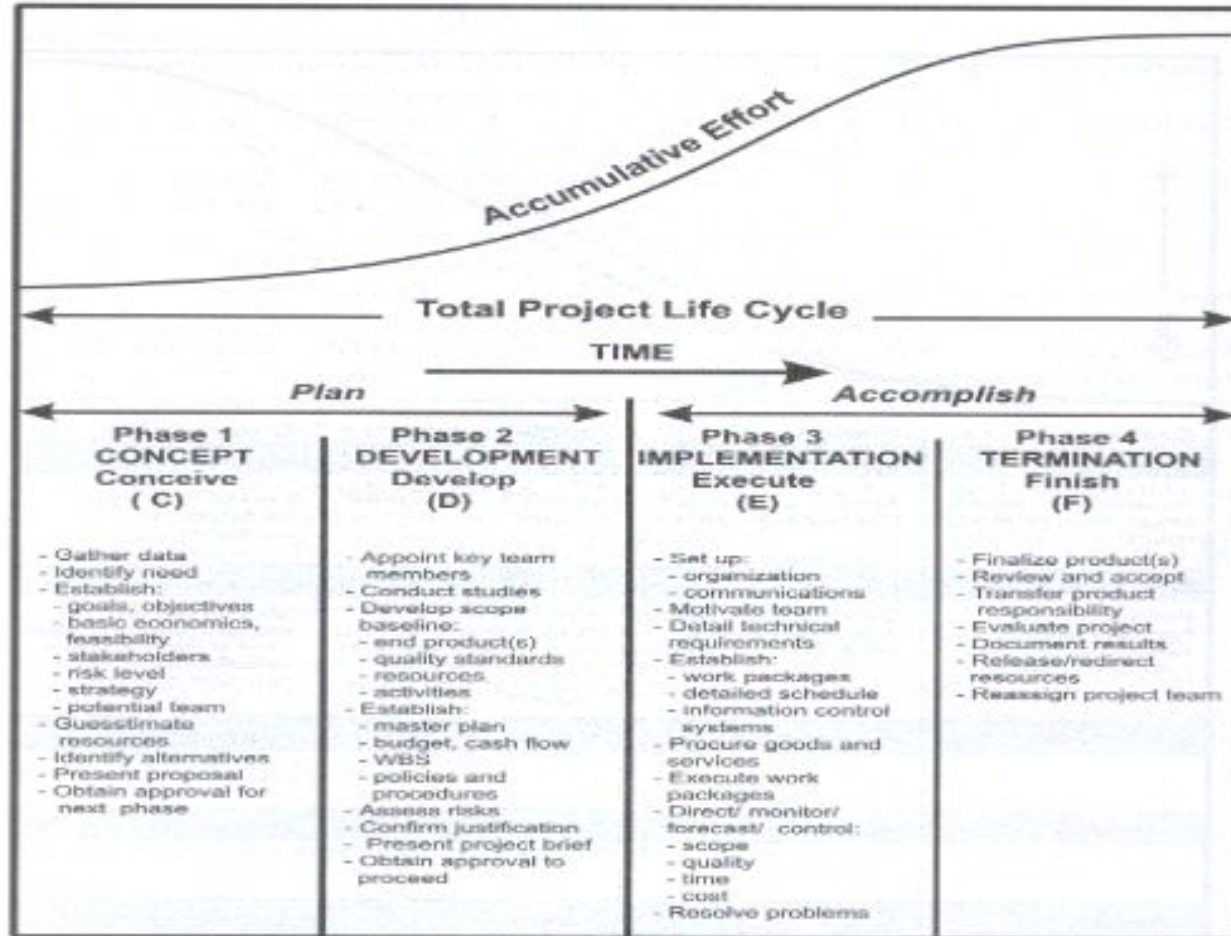 Accumulative Effort
Total Project Life Cycle
TIME
Plan
Accomplish
Phase 1
CONCEPT
Conceive
( C)
- Gather data
- Identify need
- Establish:
- goals, objectives
- basic economics,
feasibility
- stakeholders
- risk level
- strategy
- potential team
- Guesstimate
resources
- Identify alternatives
- Present proposal
- Obtain approval for
next phase
Phase 2
DEVELOPMENT
Develop
(D)
- Appoint key team
members
- Conduct studies
- Develop scope
baseline:
- end product(s)
- quality standards
- resources
- activities
- Establish:
- master plan
- budget, cash flow
- WBS
- policies and
procedures
- Assess risks
- Confirm justification
- Present project brief
- Obtain approval to
proceed
Phase 3
IMPLEMENTATION
Execute
(E)
- Set up:
- organization
- communications
- Motivate team
- Detail technical
requirements
- Establish:
- work packages
- detailed schedule
- information control
systems
- Procure goods and
services
- Execute work
packages
- Direct/ monitor/
forecast/ control:
- scope
- quality
- time
- cost
- Resolve problems
Phase 4
TERMINATION
Finish
(F)
- Finalize product(s)
- Review and accept
- Transfer product
responsibility
- Evaluate project
- Document results
- Release/redirect
resources
- Reassign project team